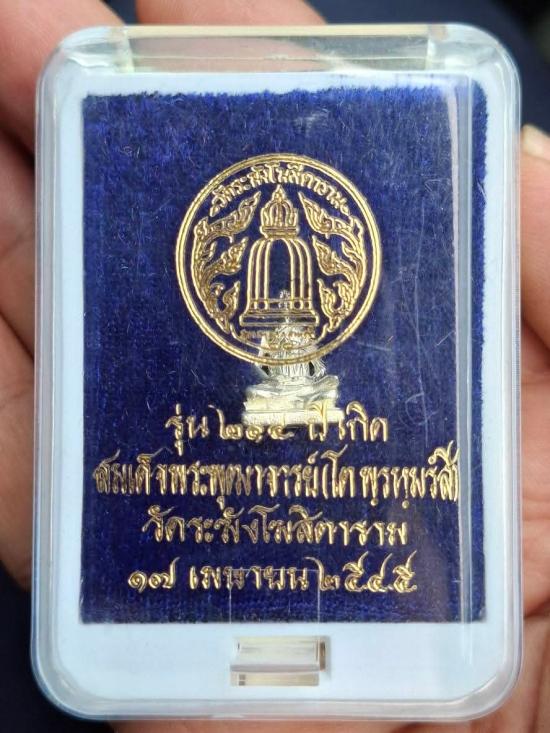 วัดระฆังโฆสิตาราม
รุ่น ๒๑๔ ปีเกิด
สมเด็จพระพุฒาจารย์(โต พฺรหฺมรํสี)
วัดระฆังโฆสิตาราม
๑๗ เมษายน ๒๕๔๕